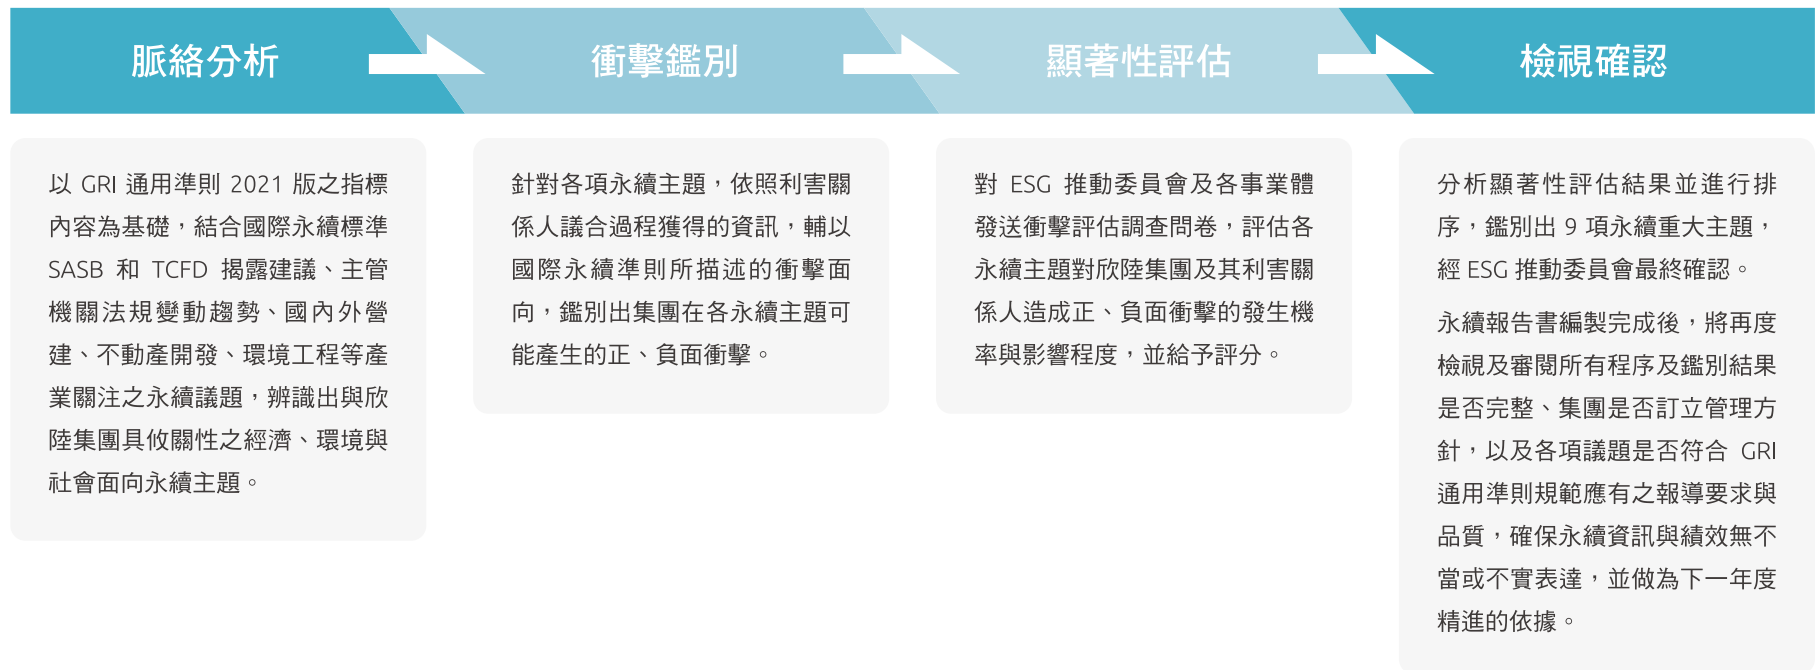 脈絡分析
衝擊鑑別
顯著性評估
檢視確認
以 GRI 通用準則 2021 版之指標
內容為基礎，結合國際永續標準
SASB 和 TCFD 揭露建議、主管
機關法規變動趨勢、國內外營
建、不動產開發、環境工程等產
業關注之永續議題，辨識出與欣
陸集團具攸關性之經濟、環境與
社會面向永續主題。
針對各項永續主題，依照利害關
係人議合過程獲得的資訊，輔以
國際永續準則所描述的衝擊面
向，鑑別出集團在各永續主題可
能產生的正、負面衝擊。
對 ESG 推動委員會及各事業體
發送衝擊評估調查問卷，評估各
永續主題對欣陸集團及其利害關
係人造成正、負面衝擊的發生機
率與影響程度，並給予評分。
分析顯著性評估結果並進行排
序，鑑別出 9 項永續重大主題，
經 ESG 推動委員會最終確認。
永續報告書編製完成後，將再度
檢視及審閱所有程序及鑑別結果
是否完整、集團是否訂立管理方
針，以及各項議題是否符合 GRI
通用準則規範應有之報導要求與
品質，確保永續資訊與績效無不
當或不實表達，並做為下一年度
精進的依據。